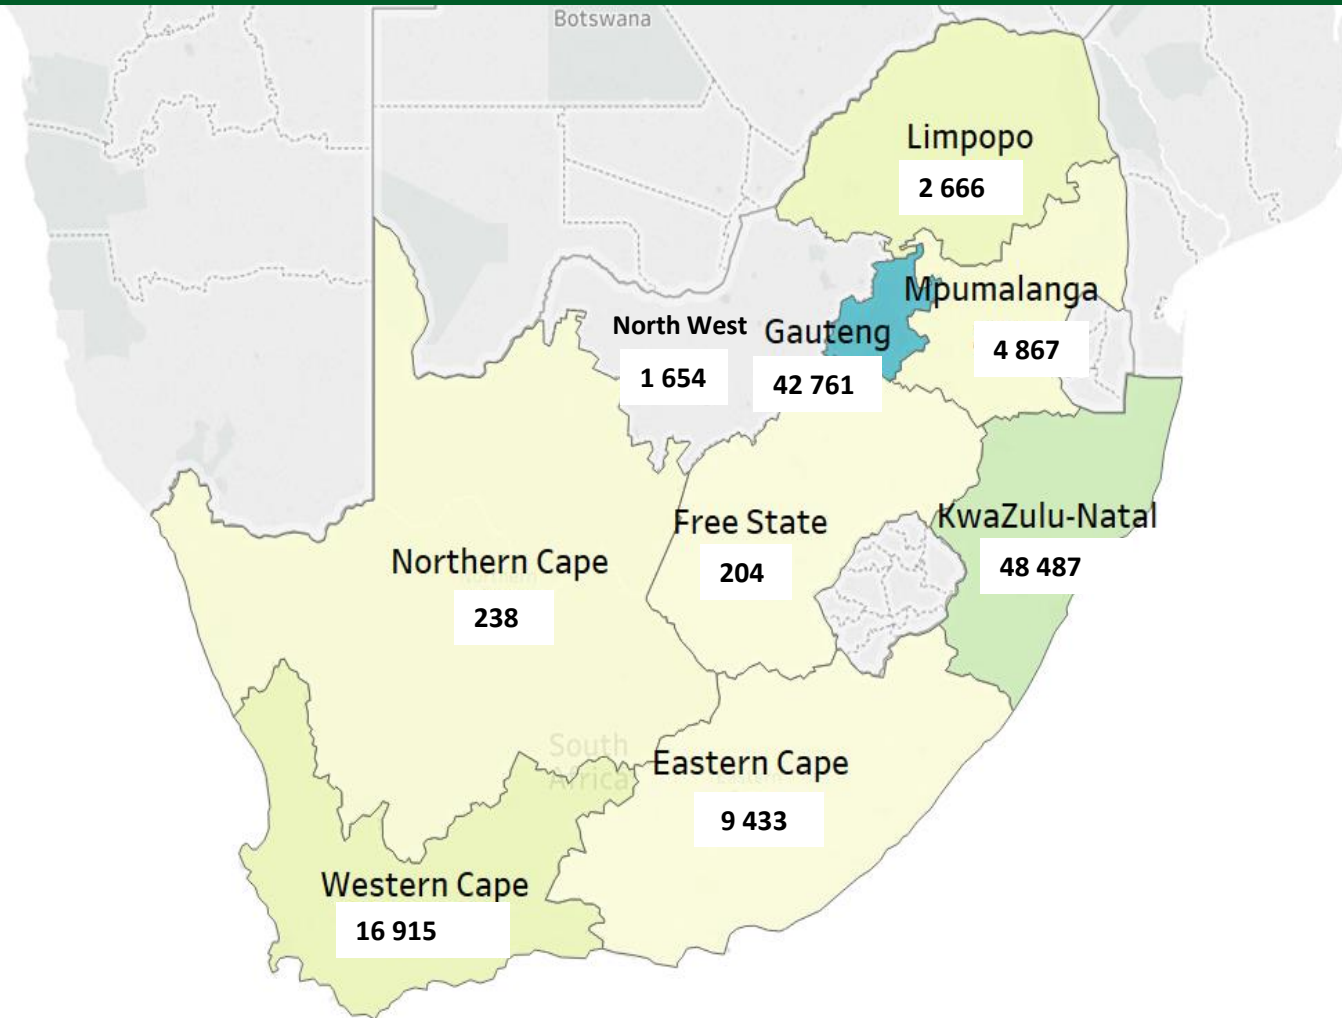 Botswana
Limpopo
2 666
Mpumalanga
4 867
North West
1 654
Gauteng
42 761
Free State
204
KwaZulu-Natal
48 487
Northern Cape
238
South
Africa
Eastern Cape
9 433
Western Cape
16 915